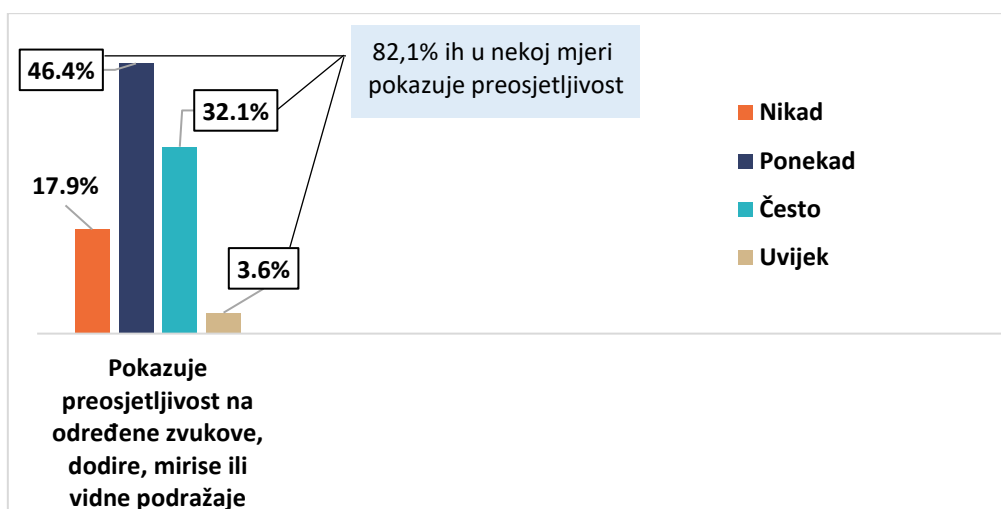 82,1% ih u nekoj mjeri
pokazuje preosjetljivost
46.4%
32.1%
17.9%
3.6%
Nikad
Ponekad
Često
Uvijek
Pokazuje
preosjetljivost na
određene zvukove,
dodire, mirise ili
vidne podražaje